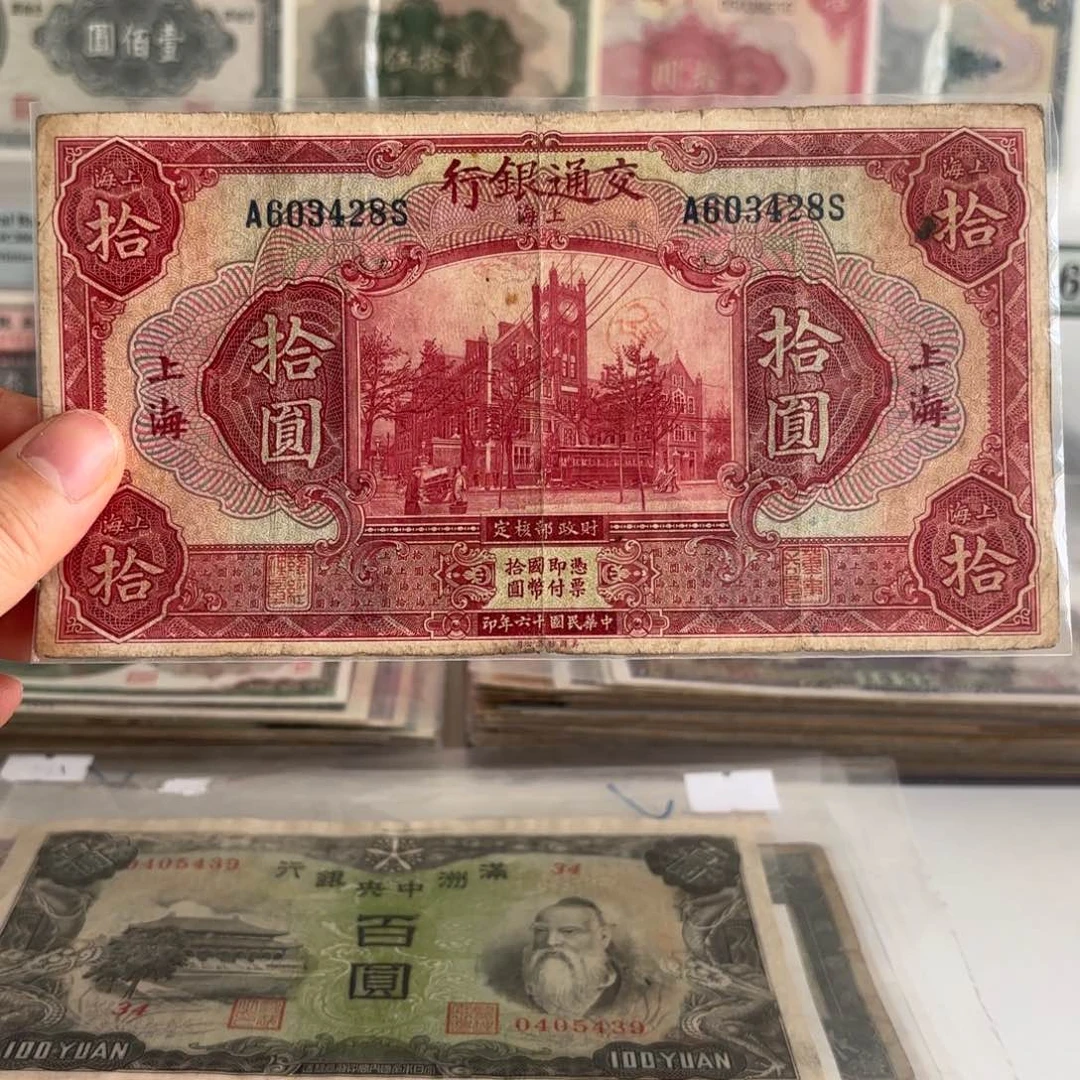 壹佰圓
拾
行銀通交
上海
A603428S
A603428S
海上
拾
海上
拾
拾圓
拾圓
上海
上海
定核部政財
憑票即付國幣拾圓
印年六十國民華中
海上
拾
海上
拾
0405439
行銀央中洲滿
34
百圓
34
0405439
100 YUAN
100 YUAN